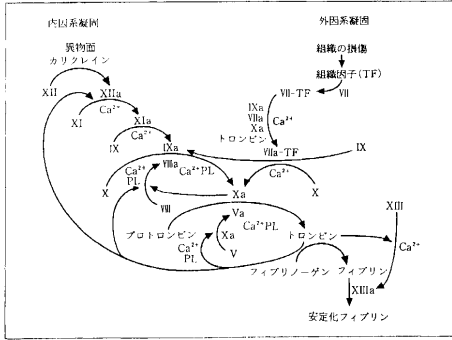 内因系凝固
外因系凝固
異物面
カリクレイン
組織の損傷
組織因子(TF)
XII
XIIa
Ca²⁺
VII-TF
VII
XI
XIa
Ca²⁺
IXa
VIIa
Xa
トロンビン
Ca²⁺
IX
IXa
VIIa-TF
IX
Ca²⁺
PL
VIIIa
Ca²⁺PL
Ca²⁺
X
Xa
X
VIII
XIII
Va
Ca²⁺PL
プロトロンビン
Xa
トロンビン
Ca²⁺
Ca²⁺
PL
V
フィブリノーゲン
フィブリン
XIIIa
安定化フィブリン